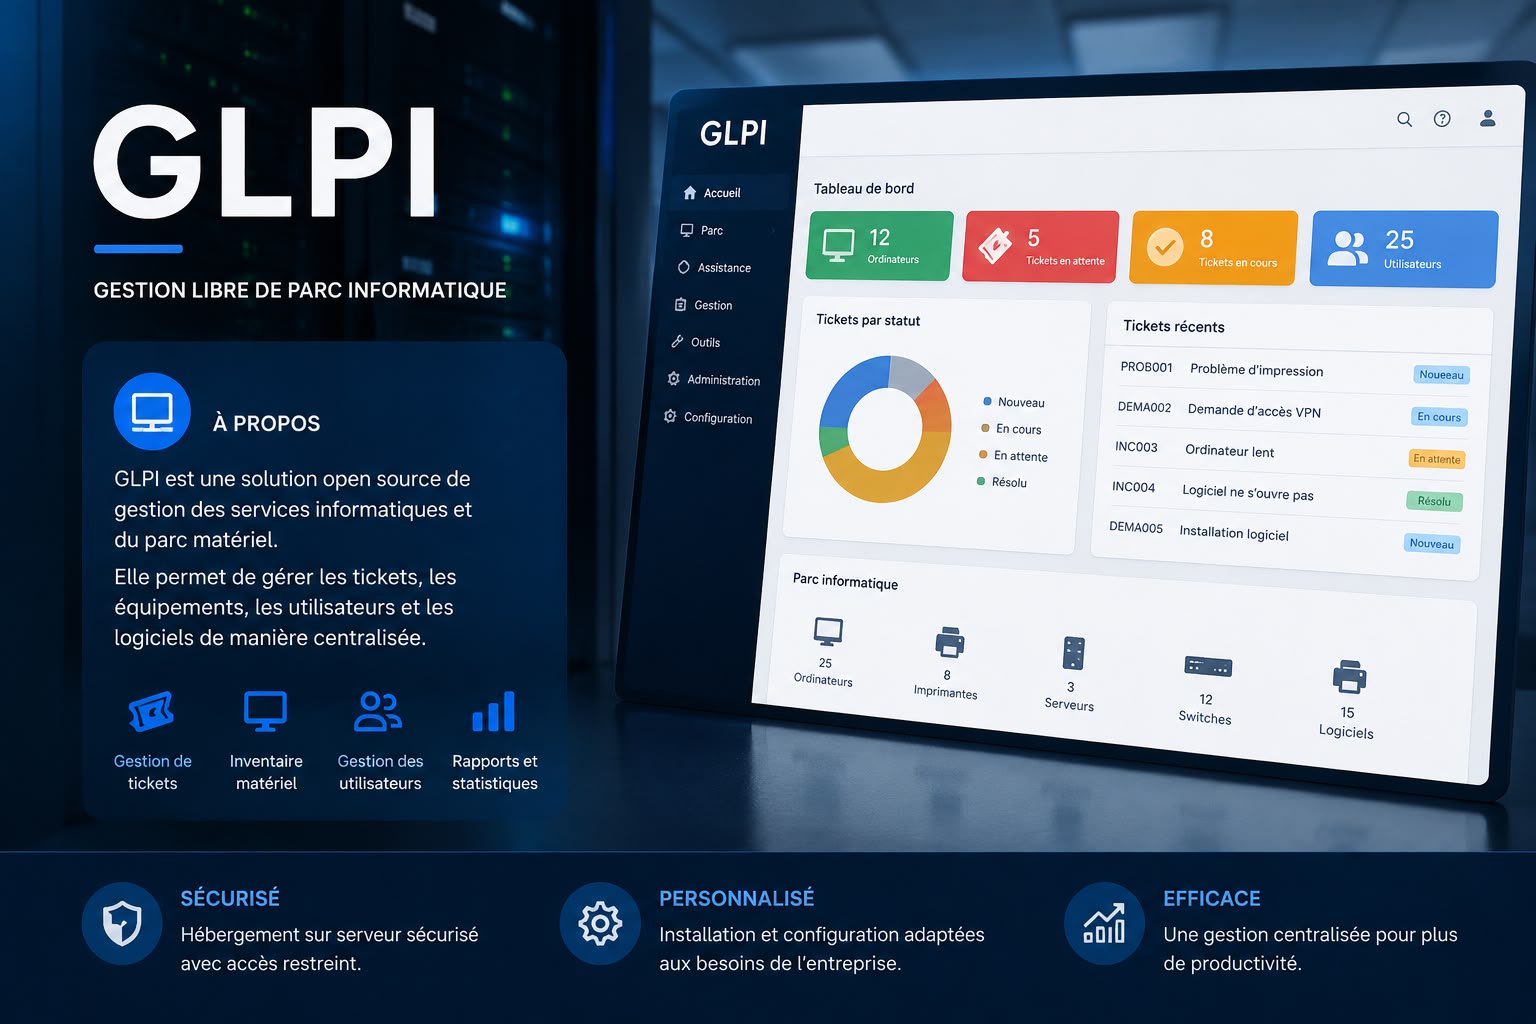 GLPI
GESTION LIBRE DE PARC INFORMATIQUE
À PROPOS
GLPI est une solution open source de
gestion des services informatiques et
du parc matériel.
Elle permet de gérer les tickets, les
équipements, les utilisateurs et les
logiciels de manière centralisée.
Gestion de
tickets
Inventaire
matériel
Gestion des
utilisateurs
Rapports et
statistiques
GLPI
Accueil
Parc
Assistance
Gestion
Outils
Administration
Configuration
Tableau de bord
12
Ordinateurs
5
Tickets en attente
8
Tickets en cours
25
Utilisateurs
Tickets par statut
Nouveau
En cours
En attente
Résolu
Tickets récents
PROB001 Problème d'impression Noueeau
DEMA002 Demande d'accès VPN En cours
INC003 Ordinateur lent En attente
INC004 Logiciel ne s'ouvre pas Résolu
DEMA005 Installation logiciel Nouveau
Parc informatique
25
Ordinateurs
8
Imprimantes
3
Serveurs
12
Switches
15
Logiciels
SÉCURISÉ
Hébergement sur serveur sécurisé
avec accès restreint.
PERSONNALISÉ
Installation et configuration adaptées
aux besoins de l'entreprise.
EFFICACE
Une gestion centralisée pour plus
de productivité.